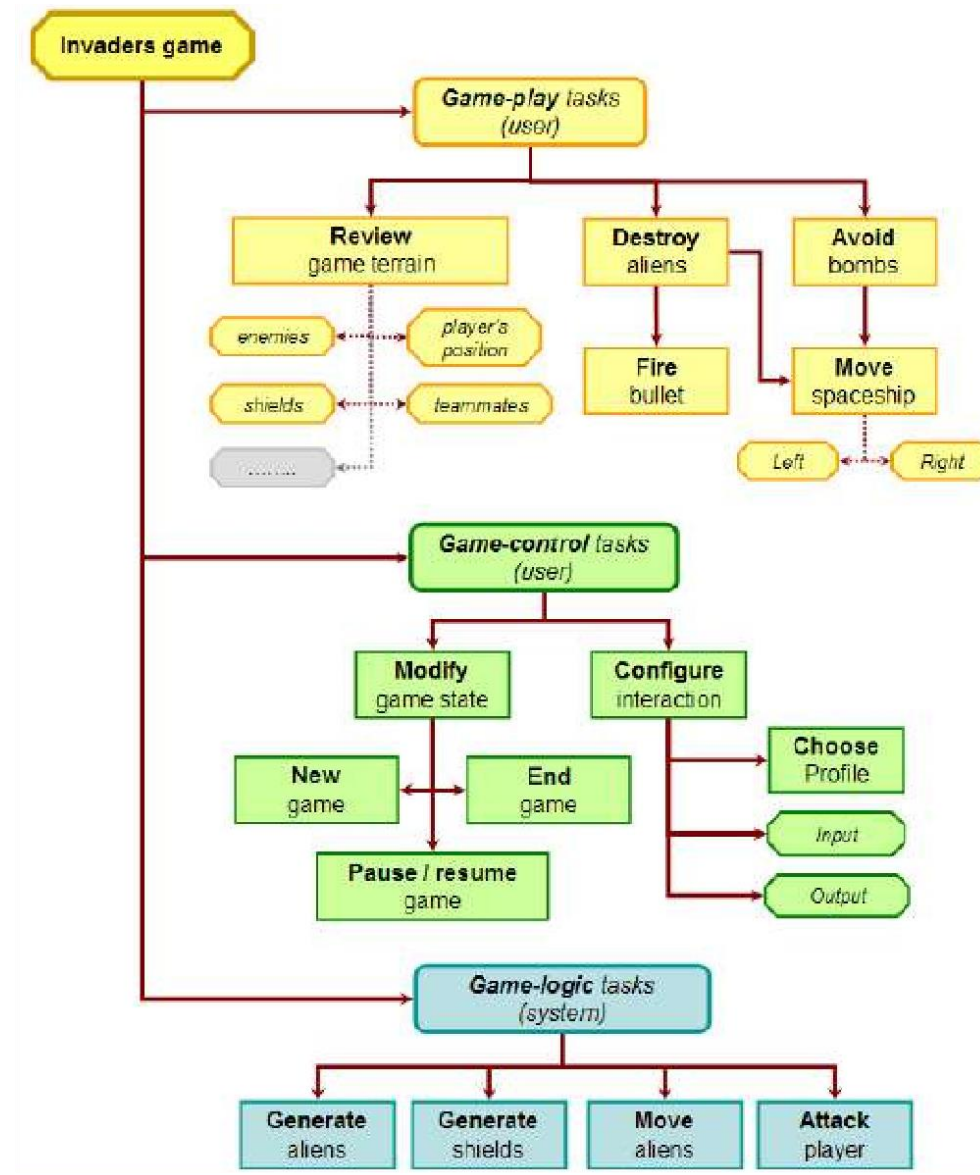 Invaders game
Game-play tasks
(user)
Review
game terrain
Destroy
aliens
Avoid
bombs
enemies
player's
position
Fire
bullet
Move
spaceship
shields
teammates
Left
Right
........
Game-control tasks
(user)
Modify
game state
Configure
interaction
New
game
End
game
Choose
Profile
Input
Pause / resume
game
Output
Game-logic tasks
(system)
Generate
aliens
Generate
shields
Move
aliens
Attack
player